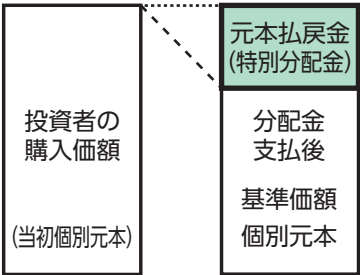 投資者の
購入価額
(当初個別元本)
元本払戻金
(特別分配金)
分配金
支払後
基準価額
個別元本